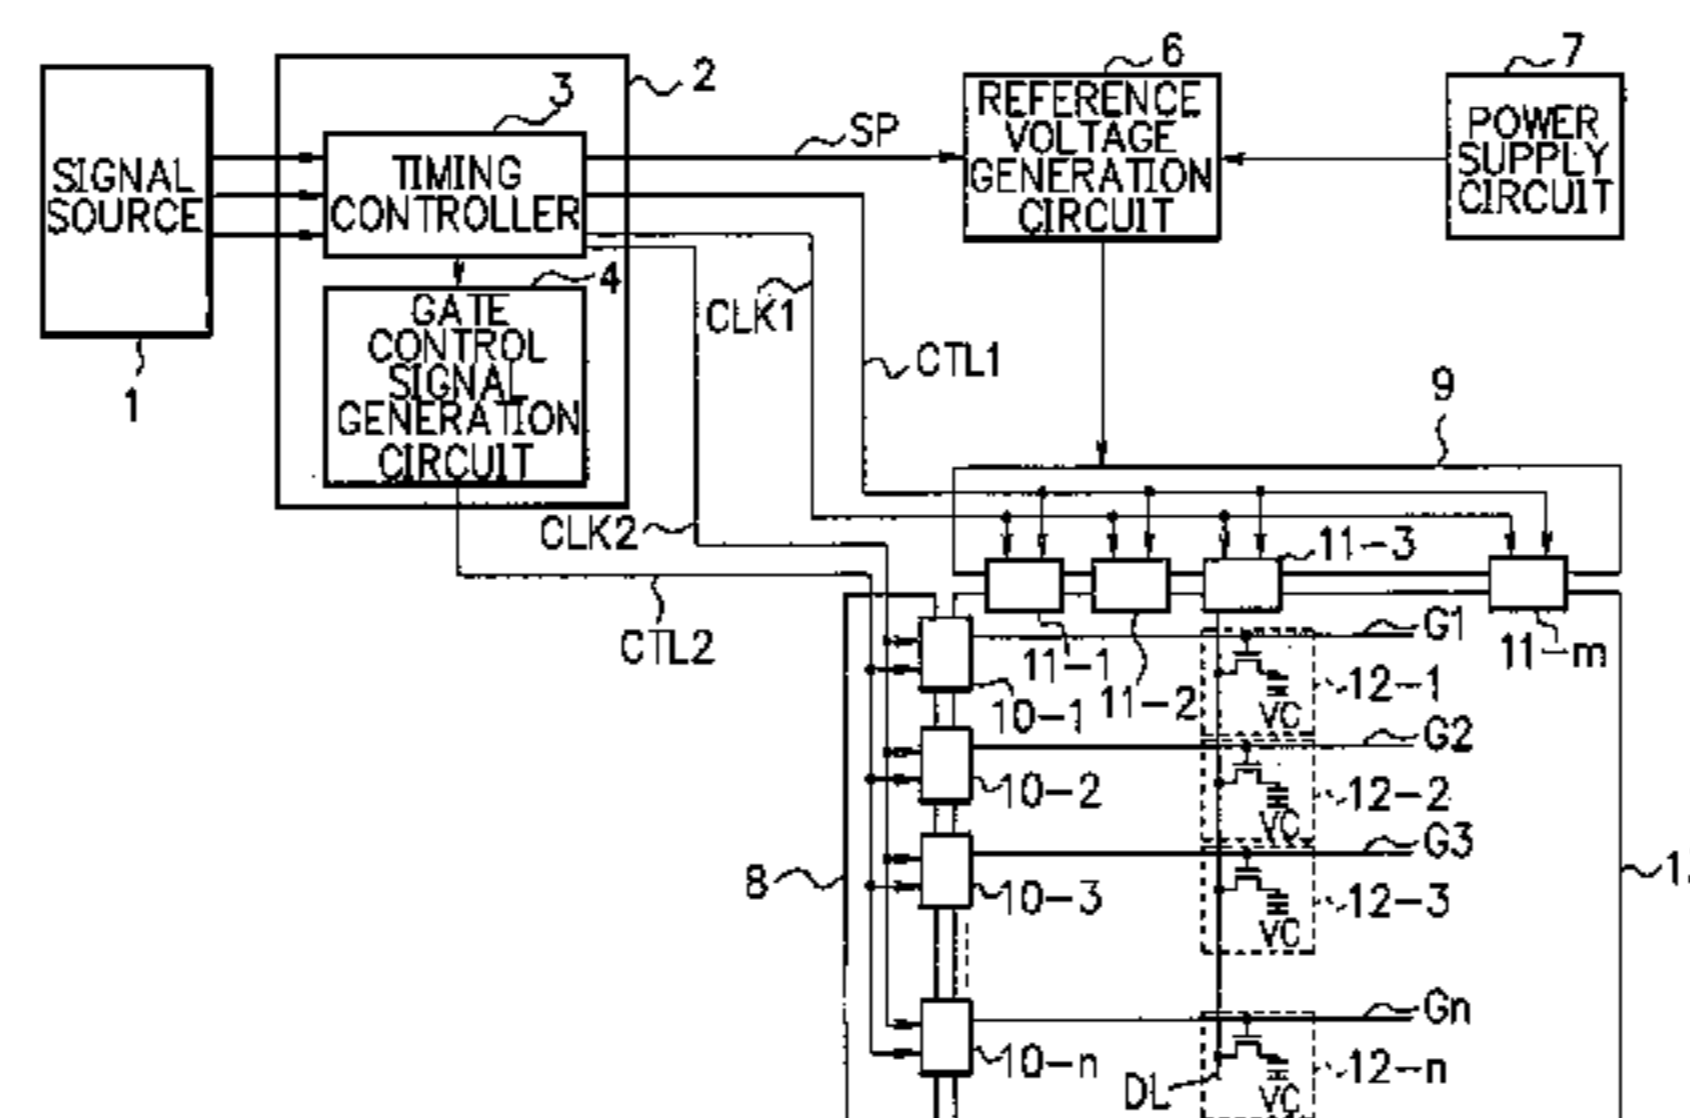 6
7
2
3
REFERENCE
VOLTAGE
GENERATION
CIRCUIT
POWER
SUPPLY
CIRCUIT
SP
SIGNAL
SOURCE
TIMING
CONTROLLER
4
GATE
CONTROL
SIGNAL
GENERATION
CIRCUIT
CLK1
CTL1
1
9
CLK2
11-3
CTL2
G1
11-1
11-m
11-2
10-1
12-1
VC
G2
10-2
12-2
VC
G3
8
10-3
12-3
VC
Gn
10-n
12-n
DL
VC